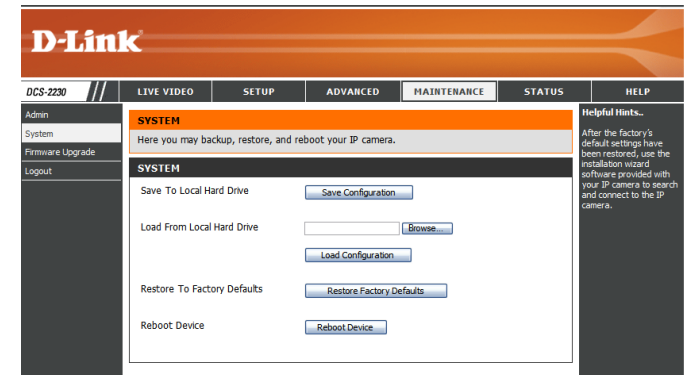 D-Link
DCS-2230
LIVE VIDEO
SETUP
ADVANCED
MAINTENANCE
STATUS
HELP
Admin
System
Firmware Upgrade
Logout
SYSTEM
Here you may backup, restore, and reboot your IP camera.
SYSTEM
Save To Local Hard Drive
Save Configuration
Load From Local Hard Drive
Browse...
Load Configuration
Restore To Factory Defaults
Restore Factory Defaults
Reboot Device
Reboot Device
Helpful Hints..
After the factory's
default settings have
been restored, use the
installation wizard
software provided with
your IP camera to search
and connect to the IP
camera.